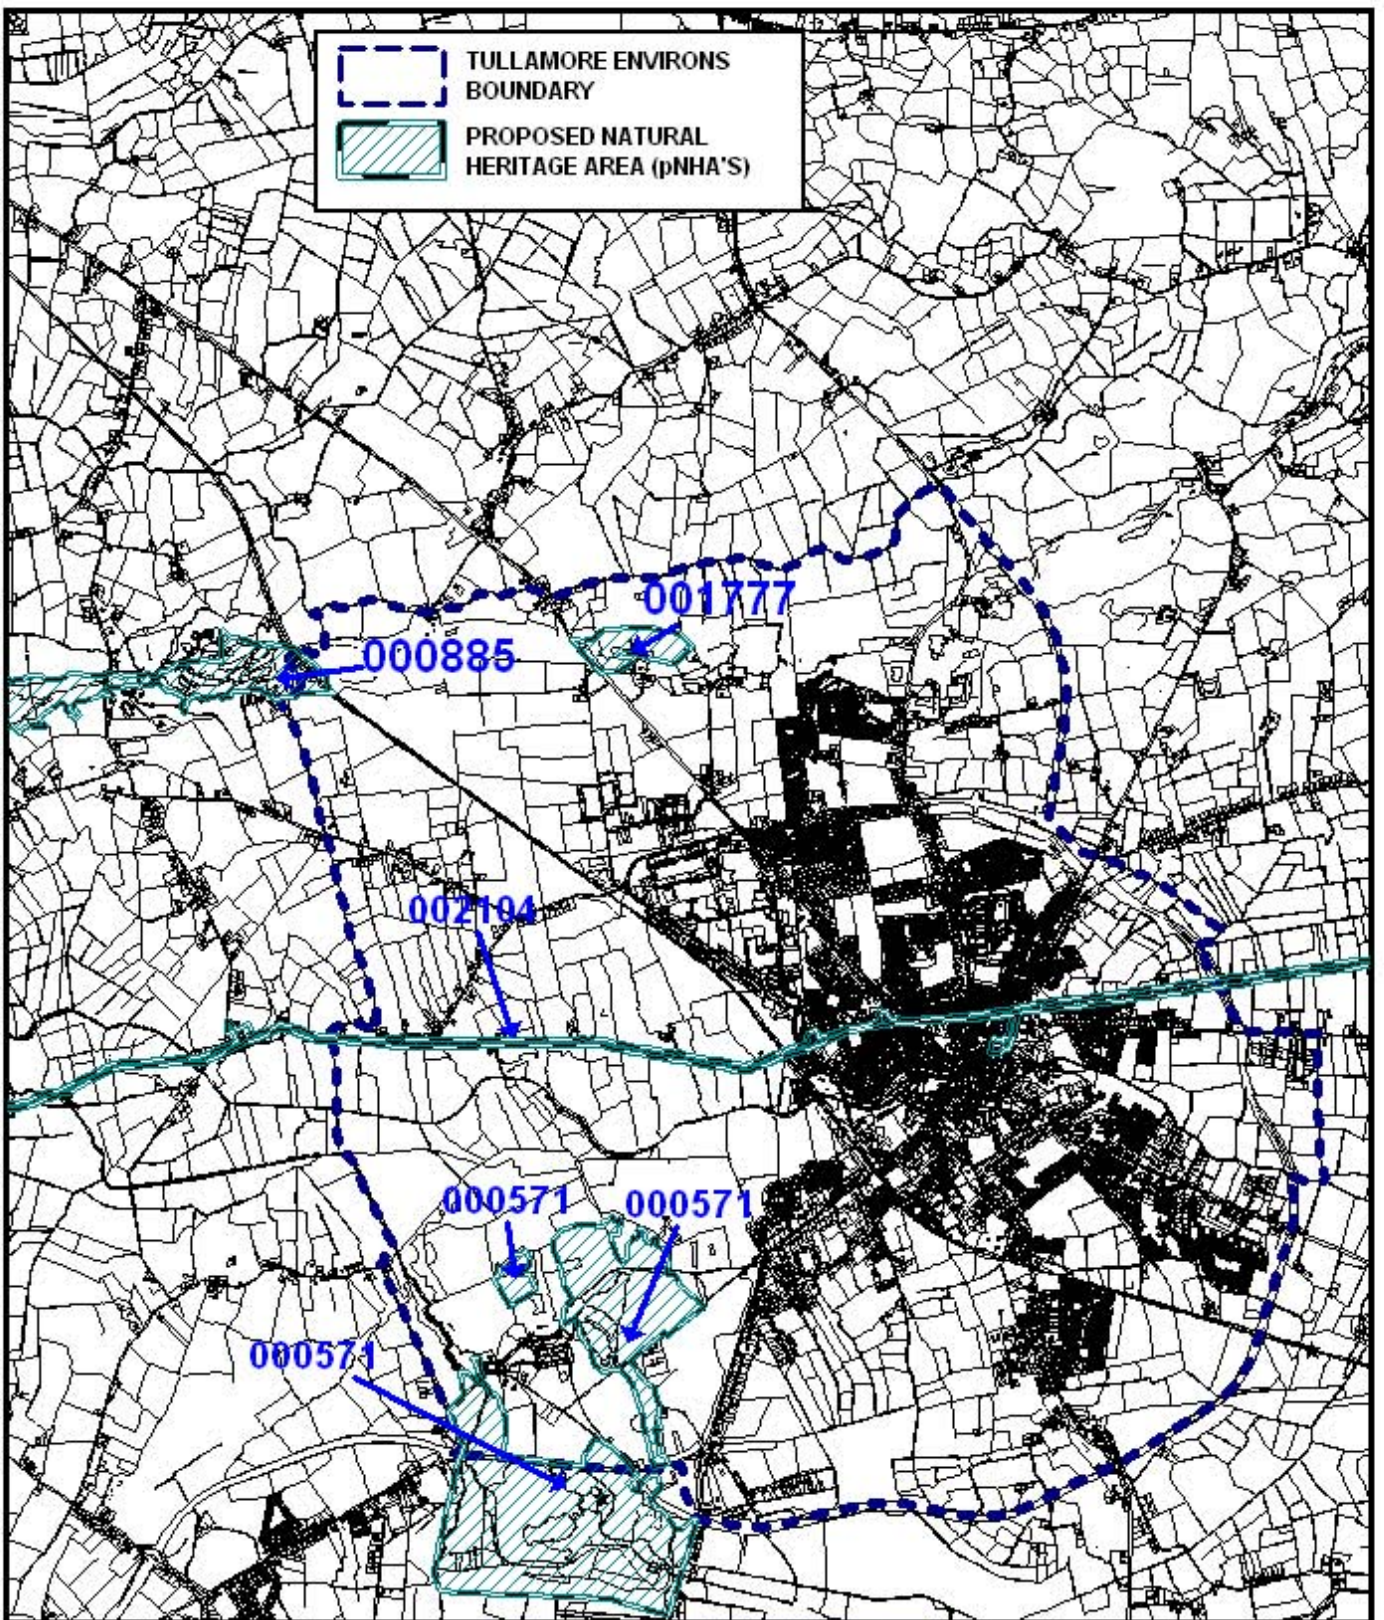 TULLAMORE ENVIRONS
BOUNDARY
PROPOSED NATURAL
HERITAGE AREA (pNHA'S)
001777
000885
002104
000571
000571
000571